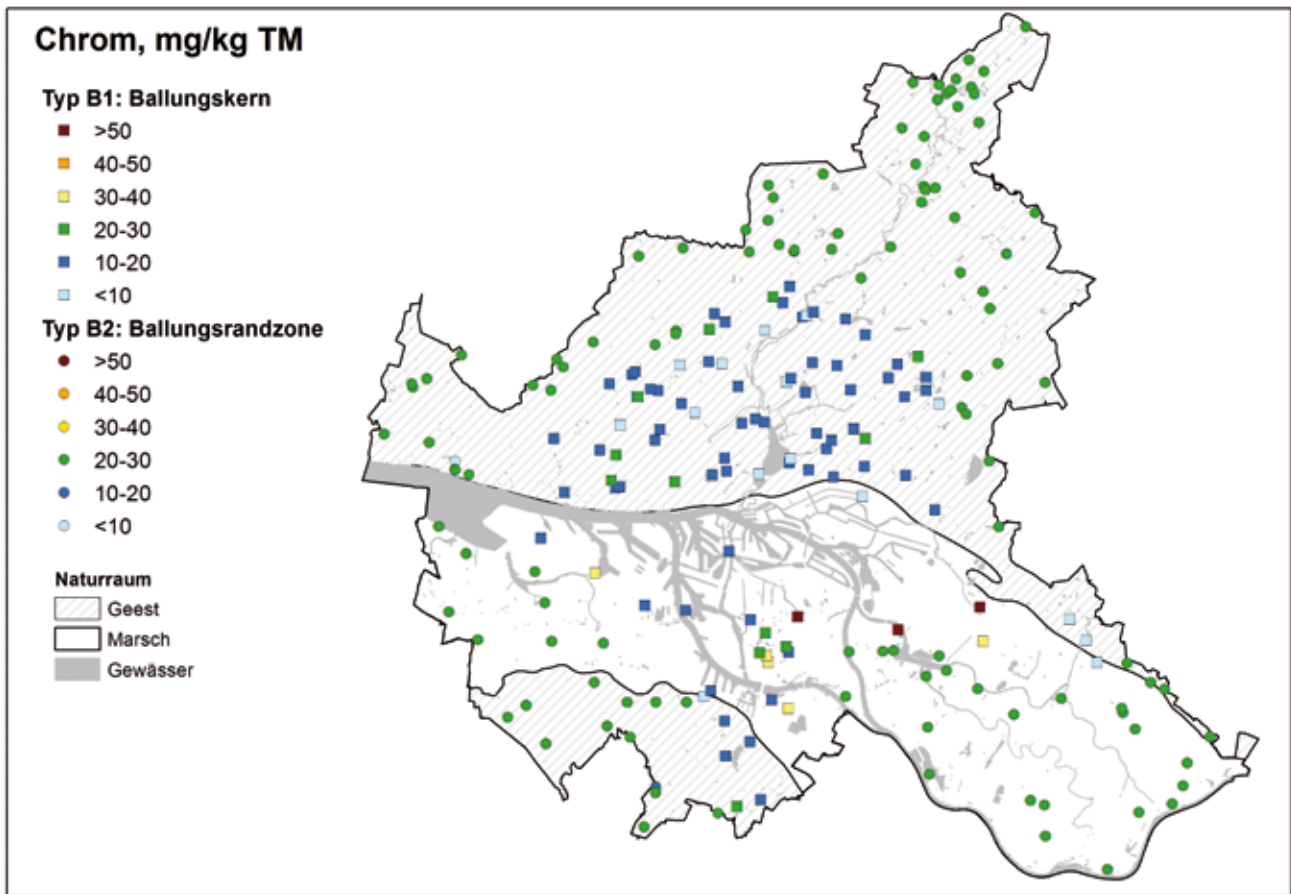 Chrom, mg/kg TM
Typ B1: Ballungskern
>50
40-50
30-40
20-30
10-20
<10
Typ B2: Ballungsrandzone
>50
40-50
30-40
20-30
10-20
<10
Naturraum
Geest
Marsch
Gewässer